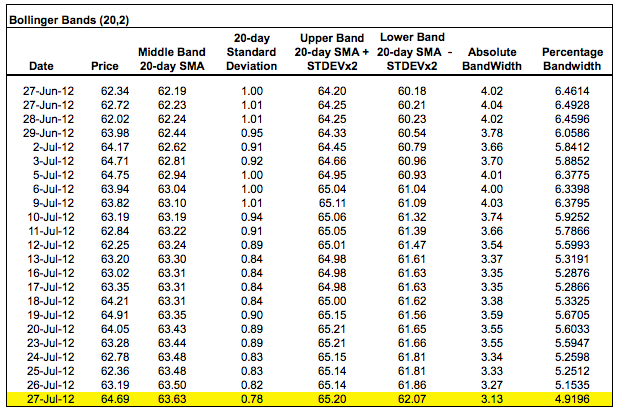 Bollinger Bands (20,2)
20-day Upper Band Lower Band
Middle Band Standard 20-day SMA + 20-day SMA - Absolute Percentage
Date Price 20-day SMA Deviation STDEVx2 STDEVx2 BandWidth Bandwidth
27-Jun-12 62.34 62.19 1.00 64.20 60.18 4.02 6.4614
27-Jun-12 62.72 62.23 1.01 64.25 60.21 4.04 6.4928
28-Jun-12 62.02 62.24 1.01 64.25 60.23 4.02 6.4596
29-Jun-12 63.98 62.44 0.95 64.33 60.54 3.78 6.0586
2-Jul-12 64.17 62.62 0.91 64.45 60.79 3.66 5.8412
3-Jul-12 64.71 62.81 0.92 64.66 60.96 3.70 5.8852
5-Jul-12 64.75 62.94 1.00 64.95 60.93 4.01 6.3775
6-Jul-12 63.94 63.04 1.00 65.04 61.04 4.00 6.3398
9-Jul-12 63.82 63.10 1.01 65.11 61.09 4.03 6.3795
10-Jul-12 63.19 63.19 0.94 65.06 61.32 3.74 5.9252
11-Jul-12 62.84 63.22 0.91 65.05 61.39 3.66 5.7866
12-Jul-12 62.25 63.24 0.89 65.01 61.47 3.54 5.5993
13-Jul-12 63.20 63.30 0.84 64.98 61.61 3.37 5.3191
16-Jul-12 63.02 63.31 0.84 64.98 61.63 3.35 5.2876
17-Jul-12 63.35 63.31 0.84 64.98 61.63 3.35 5.2866
18-Jul-12 64.21 63.31 0.84 65.00 61.62 3.38 5.3325
19-Jul-12 64.91 63.35 0.90 65.15 61.56 3.59 5.6705
20-Jul-12 64.05 63.43 0.89 65.21 61.65 3.55 5.6033
23-Jul-12 63.28 63.44 0.89 65.21 61.66 3.55 5.5947
24-Jul-12 62.78 63.48 0.83 65.15 61.81 3.34 5.2598
25-Jul-12 62.36 63.48 0.83 65.14 61.81 3.33 5.2512
26-Jul-12 63.19 63.50 0.82 65.14 61.86 3.27 5.1535
27-Jul-12 64.69 63.63 0.78 65.20 62.07 3.13 4.9196